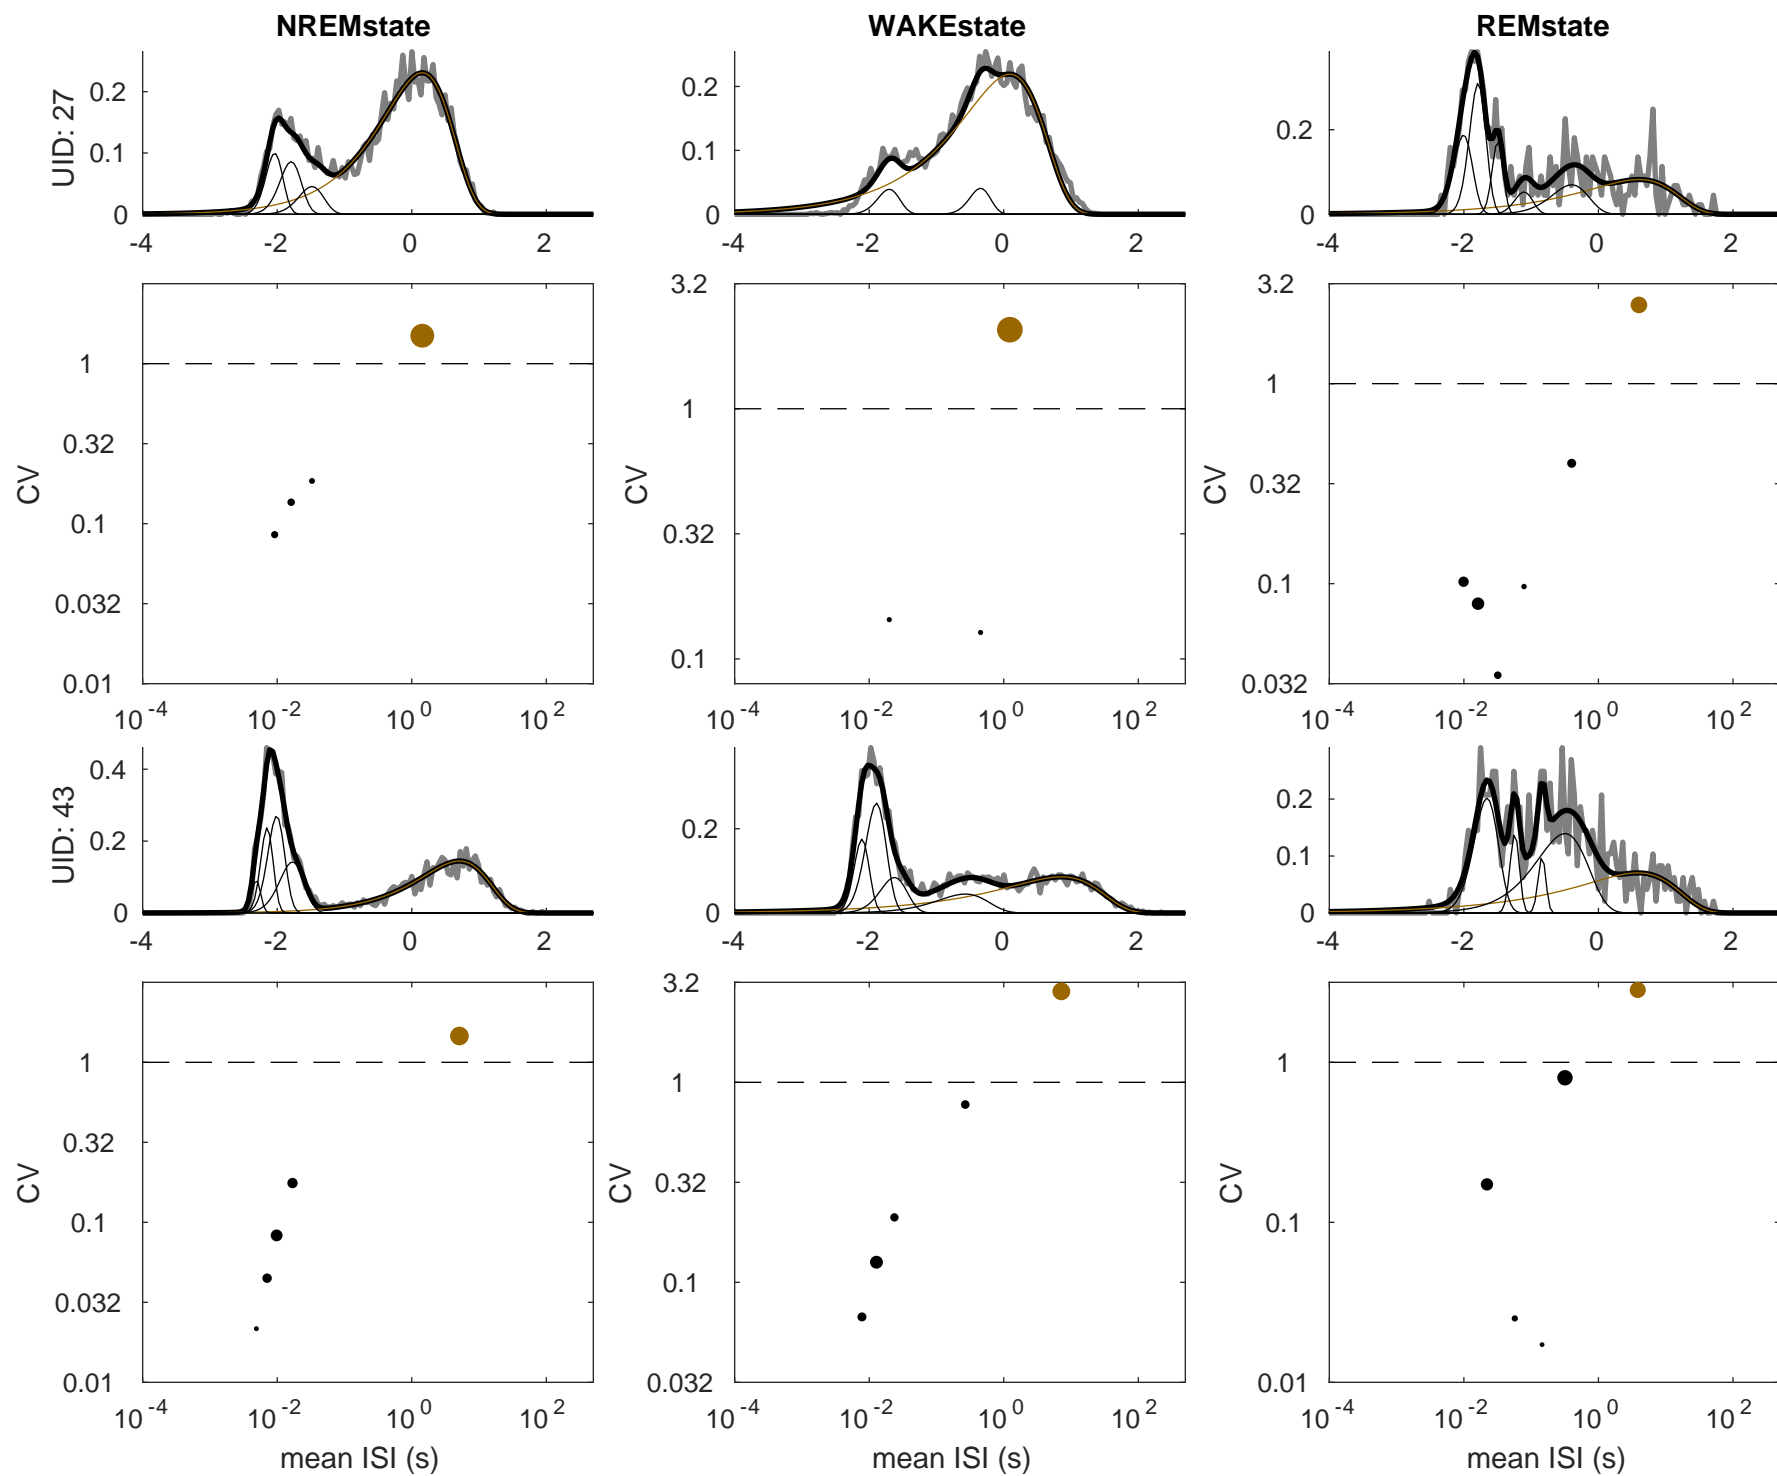 NREMstate WAKEstate REMstate
UID: 27
0.2 0.1 0
-4 -2 0 2
0.2 0.1 0
-4 -2 0 2
0.2 0
-4 -2 0 2
CV
1 0.32 0.1 0.032 0.01
10^-4 10^-2 10^0 10^2
CV
3.2 1 0.32 0.1
10^-4 10^-2 10^0 10^2
CV
3.2 1 0.32 0.1 0.032
10^-4 10^-2 10^0 10^2
UID: 43
0.4 0.2 0
-4 -2 0 2
0.2 0
-4 -2 0 2
0.2 0.1 0
-4 -2 0 2
CV
1 0.32 0.1 0.032 0.01
10^-4 10^-2 10^0 10^2
mean ISI (s)
CV
3.2 1 0.32 0.1 0.032
10^-4 10^-2 10^0 10^2
mean ISI (s)
CV
1 0.1 0.01
10^-4 10^-2 10^0 10^2
mean ISI (s)